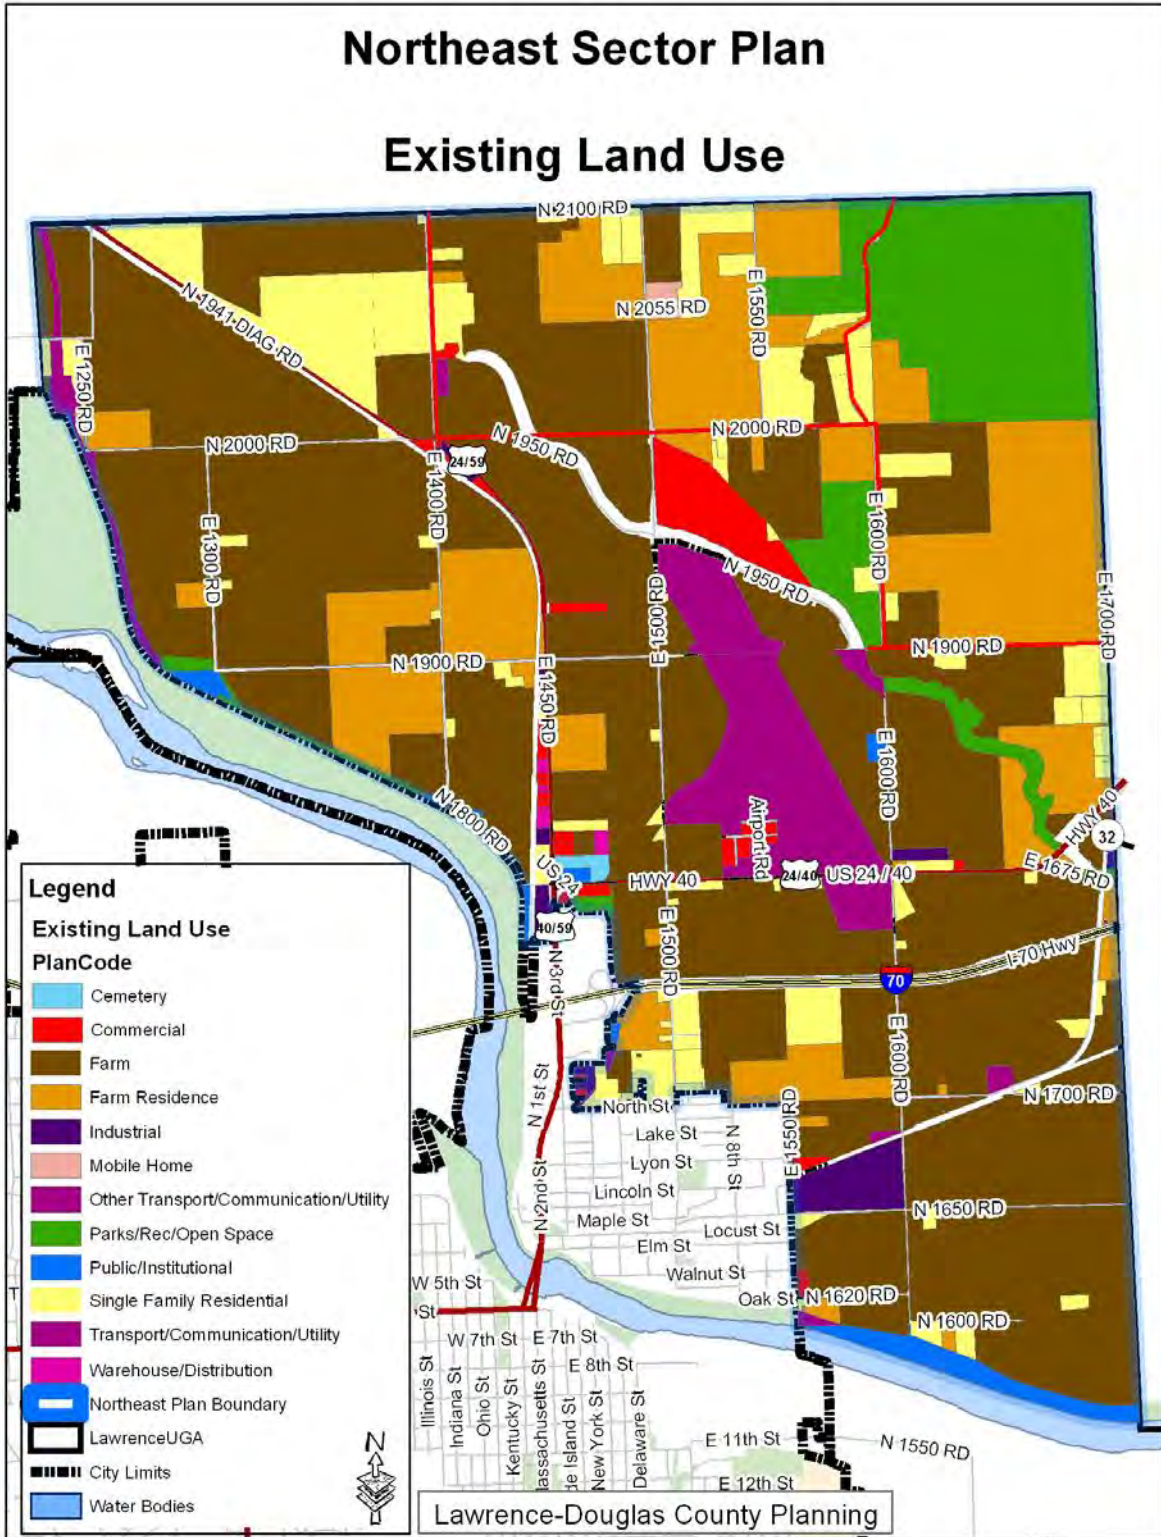 Northeast Sector Plan
Existing Land Use
N 2100 RD
N 1941 DIAG RD
N 2055 RD
E 1550 RD
E 1250 RD
N 2000 RD
N 1950 RD
N 2000 RD
24/59
E 1400 RD
E 1300 RD
E 1600 RD
N 1950 RD
E 1500 RD
E 1700 RD
N 1900 RD
N 1900 RD
E 1450 RD
E 1600 RD
N 1800 RD
Airport Rd
HWY 40
32
US 24
HWY 40
24/40
US 24 / 40
E 1675 RD
40/59
E 1500 RD
N 3rd St
I-70 Hwy
70
E 1600 RD
N 1st St
North St
N 1700 RD
E 1550 RD
Lake St
N 8th St
Lyon St
Lincoln St
N 2nd St
Maple St
Locust St
N 1650 RD
Elm St
Walnut St
W 5th St
Oak St
N 1620 RD
St
N 1600 RD
W 7th St
E 7th St
E 8th St
Illinois St
Indiana St
Ohio St
Kentucky St
assachusetts St
de Island St
New York St
Delaware St
E 11th St
N 1550 RD
E 12th St
Legend
Existing Land Use
PlanCode
Cemetery
Commercial
Farm
Farm Residence
Industrial
Mobile Home
Other Transport/Communication/Utility
Parks/Rec/Open Space
Public/Institutional
Single Family Residential
Transport/Communication/Utility
Warehouse/Distribution
Northeast Plan Boundary
LawrenceUGA
City Limits
Water Bodies
N
T
Lawrence-Douglas County Planning